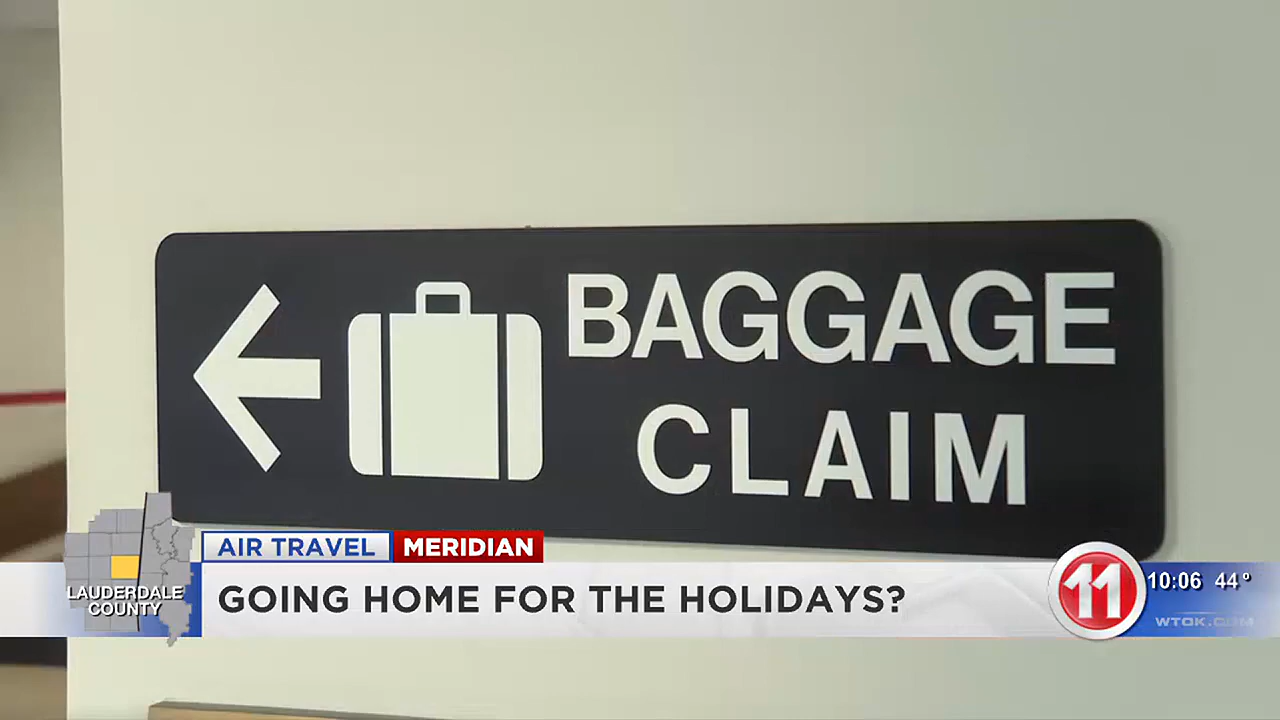 BAGGAGE
CLAIM
AIR TRAVEL MERIDIAN
LAUDERDALE
COUNTY
GOING HOME FOR THE HOLIDAYS?
11
10:06 44°
WTOK.COM